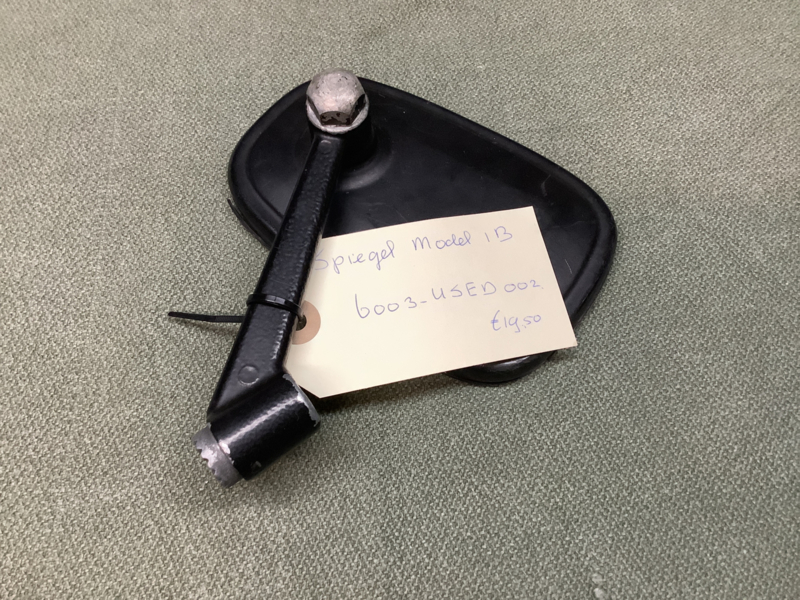 Spiegel Model 1B
6003-USED 002
€19.50